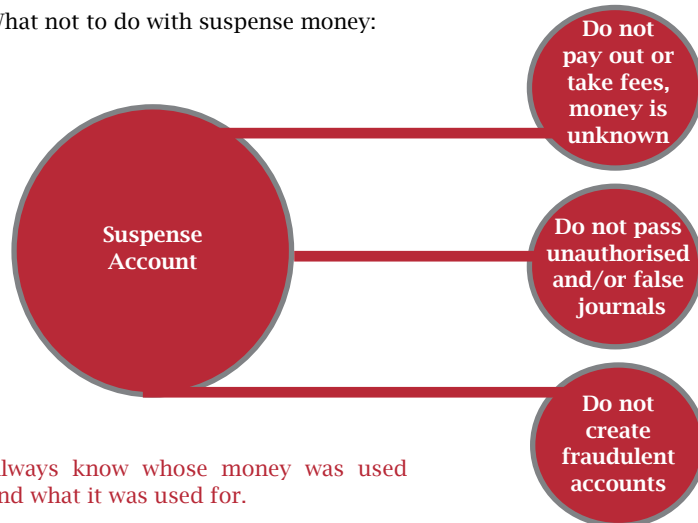 What not to do with suspense money:
Do not
pay out or
take fees,
money is
unknown
Suspense
Account
Do not pass
unauthorised
and/or false
journals
Do not
create
fraudulent
accounts
Always know whose money was used
and what it was used for.